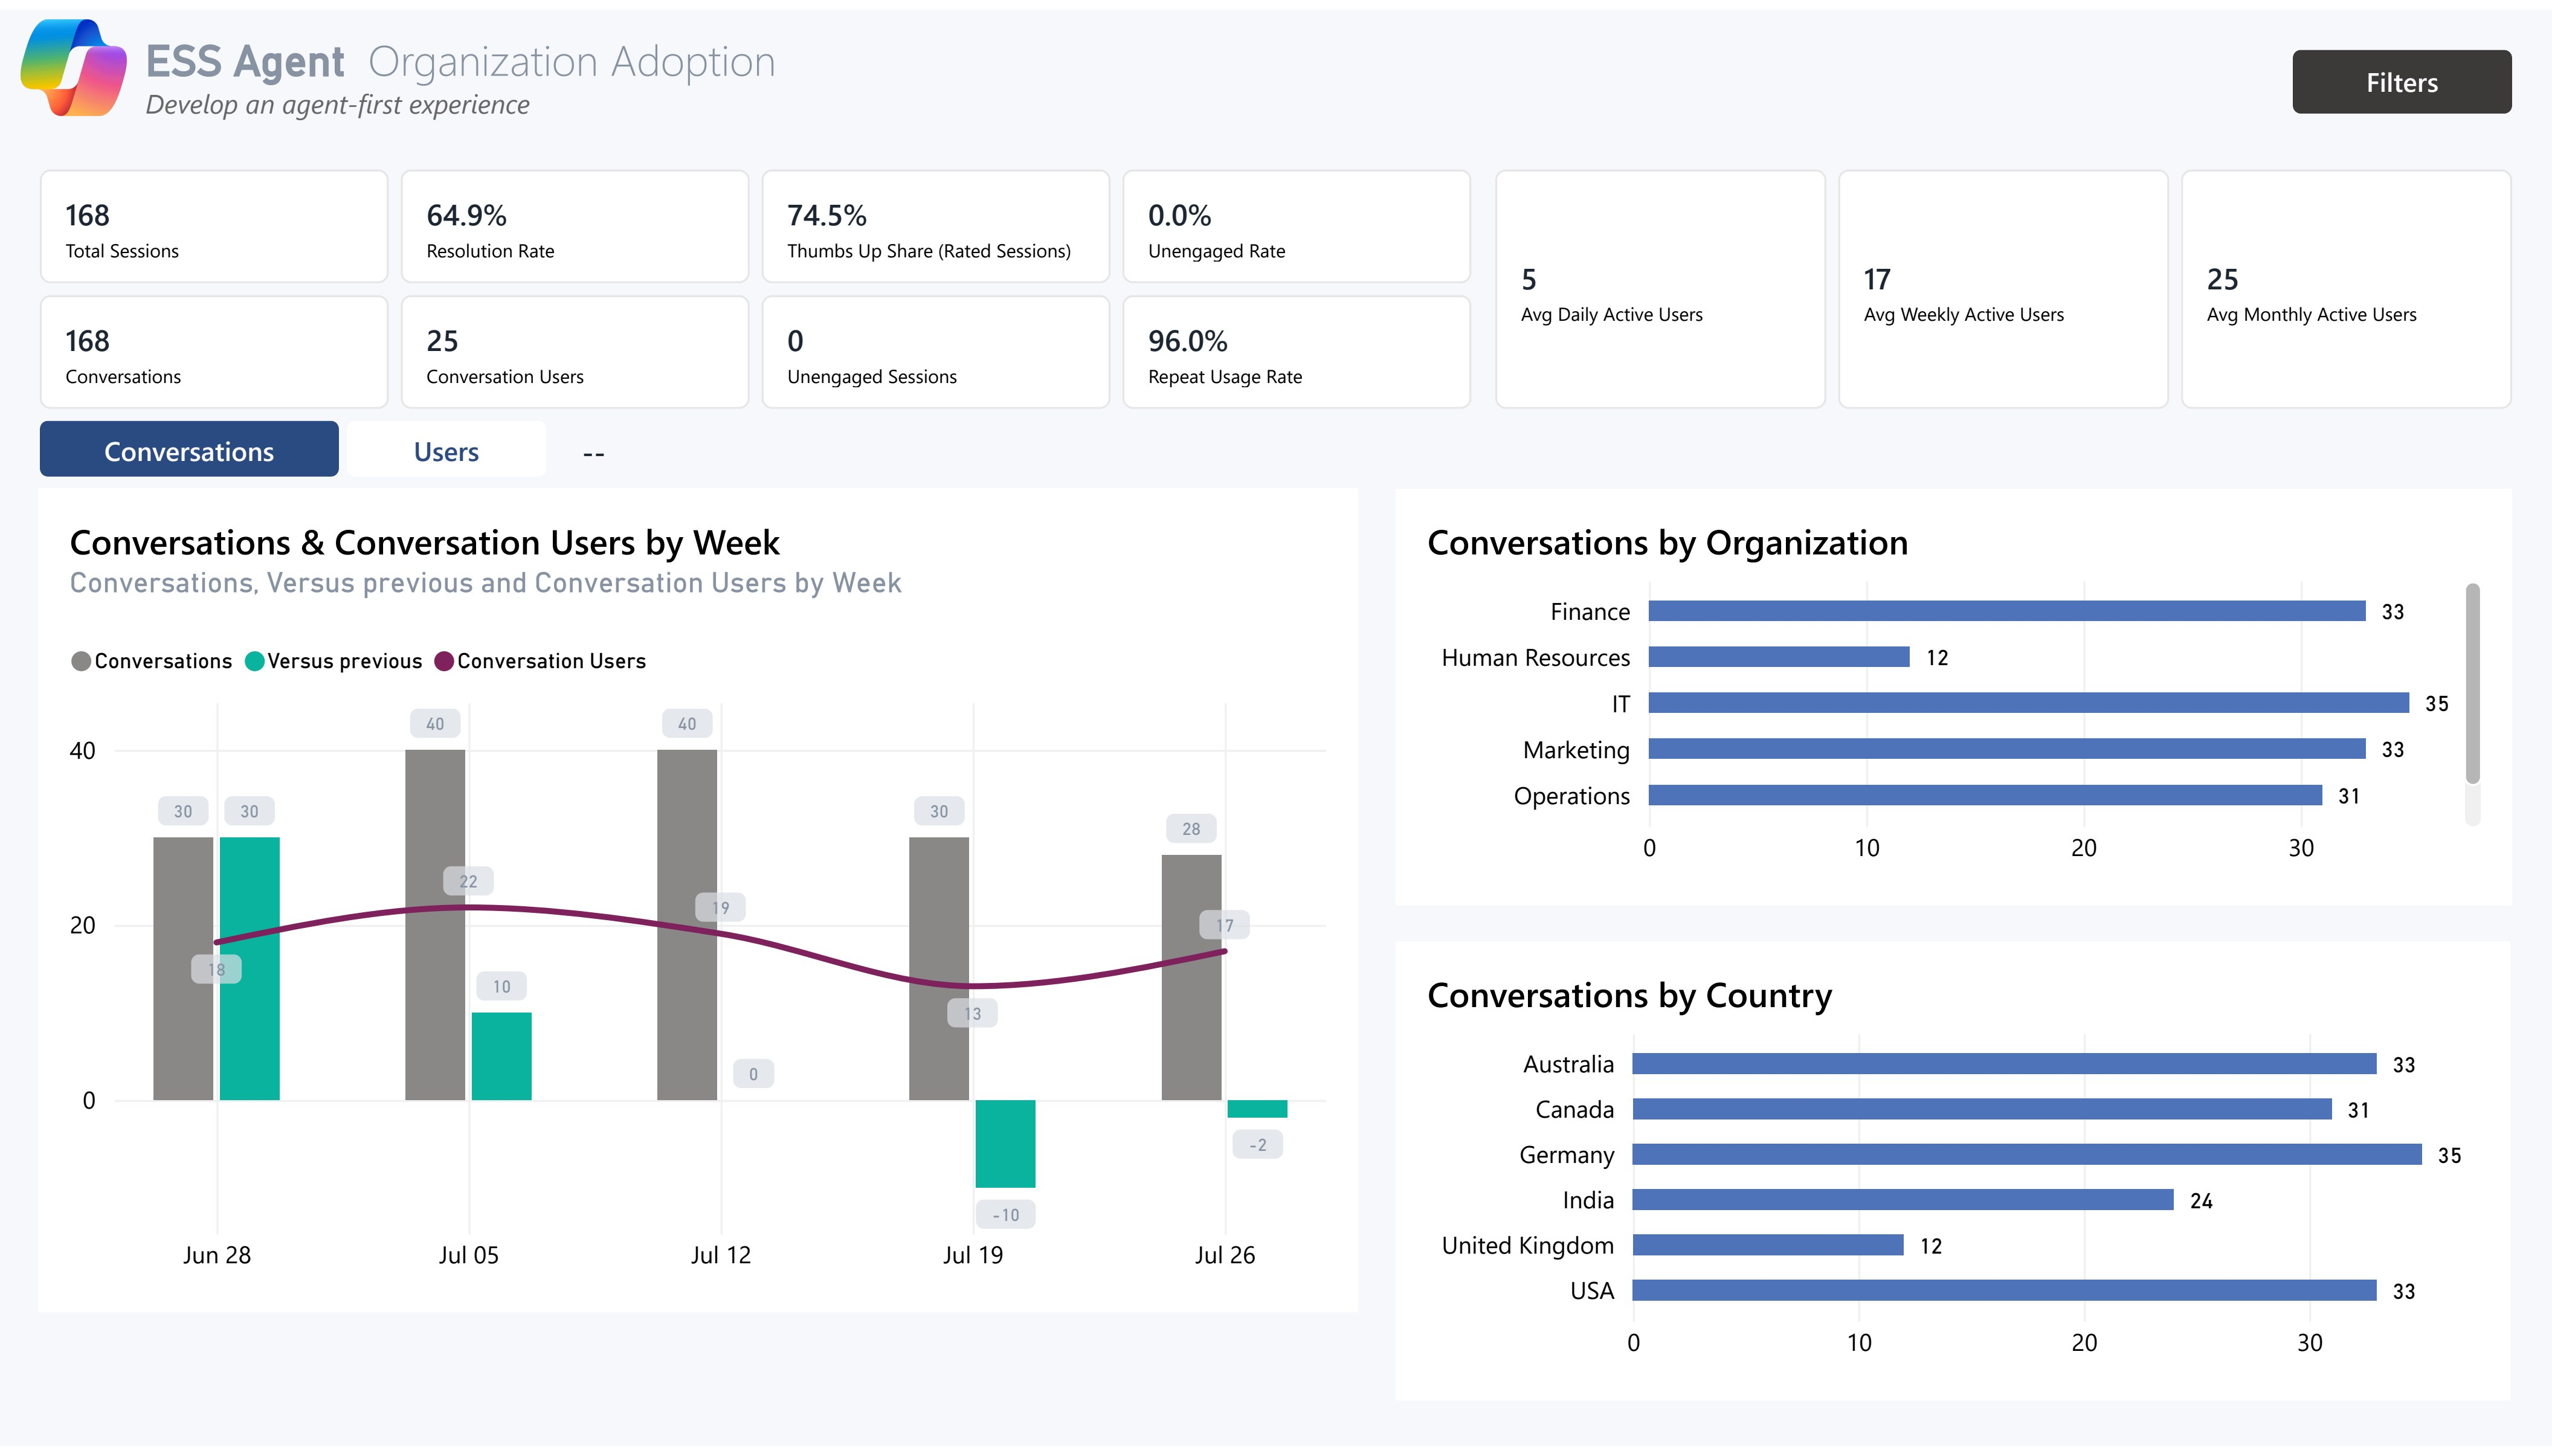 ESS Agent Organization Adoption
Develop an agent-first experience
Filters
168
Total Sessions
64.9%
Resolution Rate
74.5%
Thumbs Up Share (Rated Sessions)
0.0%
Unengaged Rate
168
Conversations
25
Conversation Users
0
Unengaged Sessions
96.0%
Repeat Usage Rate
5
Avg Daily Active Users
17
Avg Weekly Active Users
25
Avg Monthly Active Users
Conversations
Users
--
Conversations & Conversation Users by Week
Conversations, Versus previous and Conversation Users by Week
Conversations Versus previous Conversation Users
40
20
0
30
30
18
40
22
10
40
19
0
30
13
-10
28
17
-2
Jun 28 Jul 05 Jul 12 Jul 19 Jul 26
Conversations by Organization
Finance 33
Human Resources 12
IT 35
Marketing 33
Operations 31
0 10 20 30
Conversations by Country
Australia 33
Canada 31
Germany 35
India 24
United Kingdom 12
USA 33
0 10 20 30